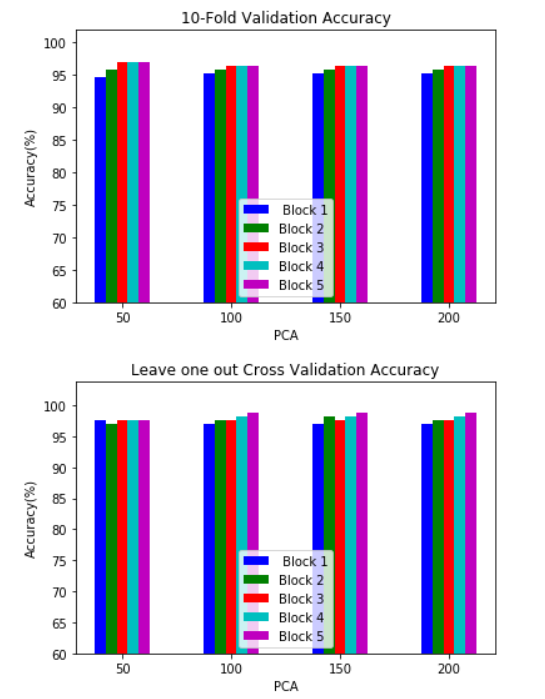 10-Fold Validation Accuracy
100
95
90
85
80
75
70
65
60
Accuracy(%)
Block 1
Block 2
Block 3
Block 4
Block 5
50 100 150 200
PCA
Leave one out Cross Validation Accuracy
100
95
90
85
80
75
70
65
60
Accuracy(%)
Block 1
Block 2
Block 3
Block 4
Block 5
50 100 150 200
PCA